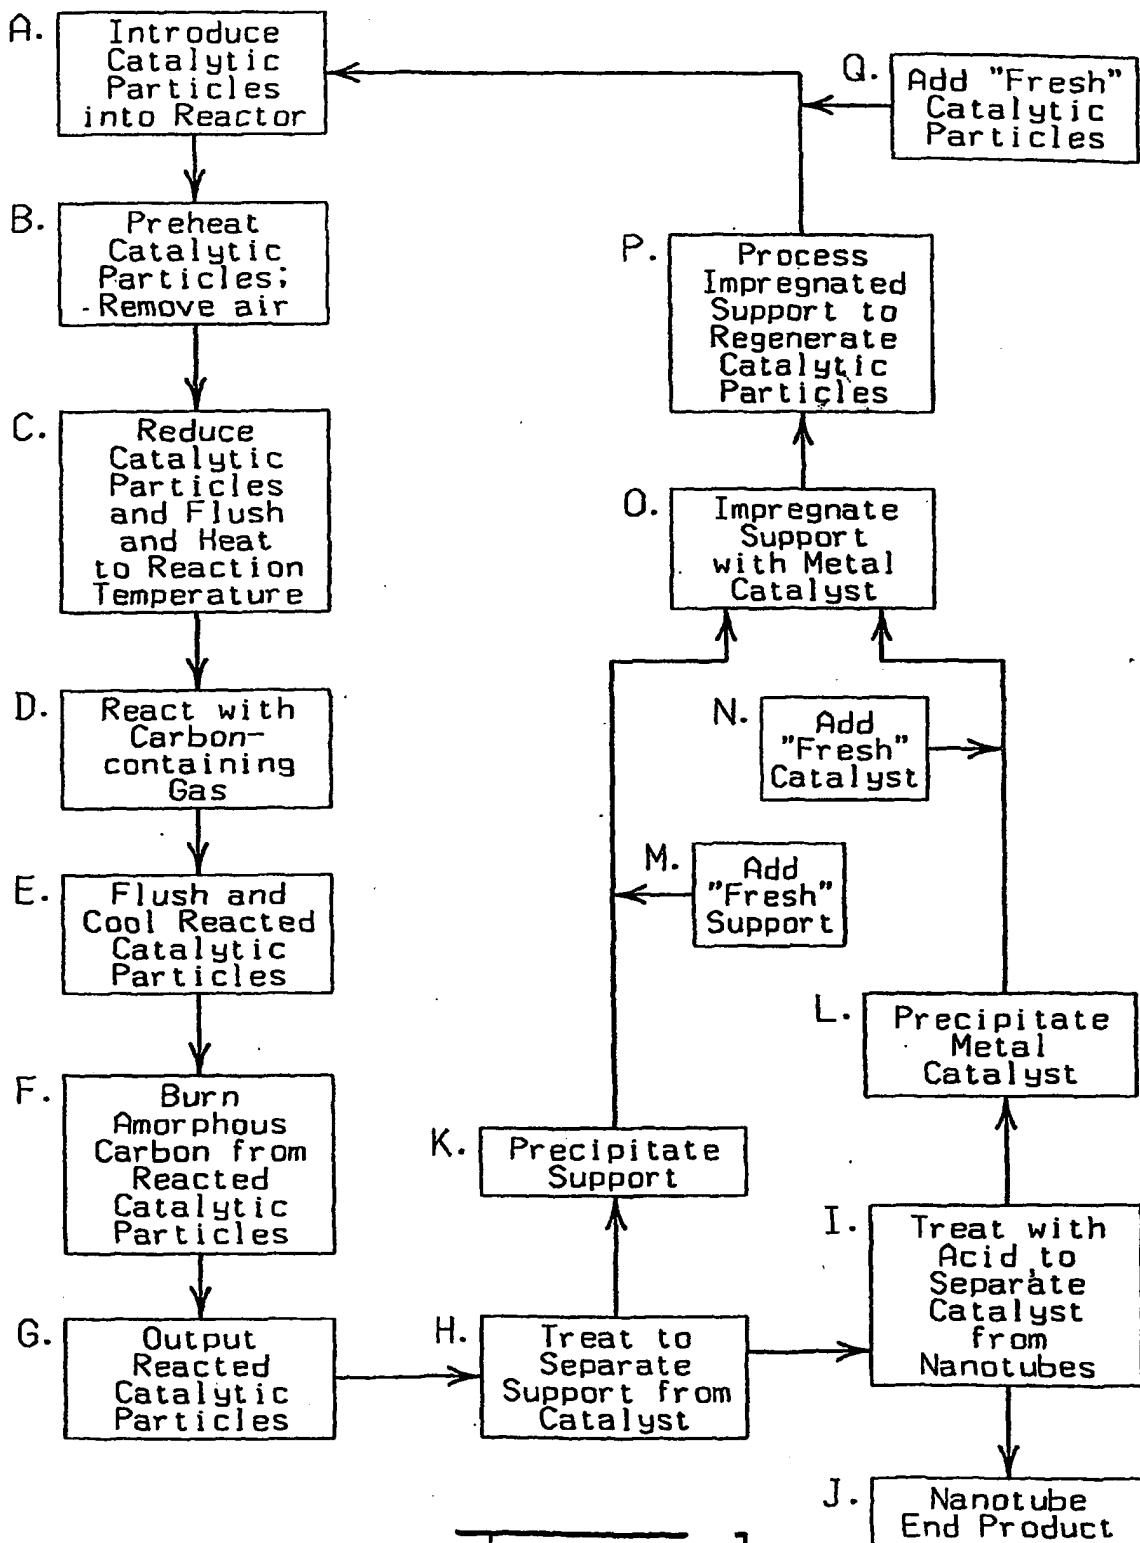 A.
Introduce
Catalytic
Particles
into Reactor
B.
Preheat
Catalytic
Particles;
Remove air
C.
Reduce
Catalytic
Particles
and Flush
and Heat
to Reaction
Temperature
D.
React with
Carbon-
containing
Gas
E.
Flush and
Cool Reacted
Catalytic
Particles
F.
Burn
Amorphous
Carbon from
Reacted
Catalytic
Particles
G.
Output
Reacted
Catalytic
Particles
H.
Treat to
Separate
Support from
Catalyst
I.
Treat with
Acid to
Separate
Catalyst
from
Nanotubes
J.
Nanotube
End Product
K.
Precipitate
Support
L.
Precipitate
Metal
Catalyst
M.
Add
"Fresh"
Support
N.
Add
"Fresh"
Catalyst
O.
Impregnate
Support
with Metal
Catalyst
P.
Process
Impregnated
Support to
Regenerate
Catalytic
Particles
Q.
Add "Fresh"
Catalytic
Particles